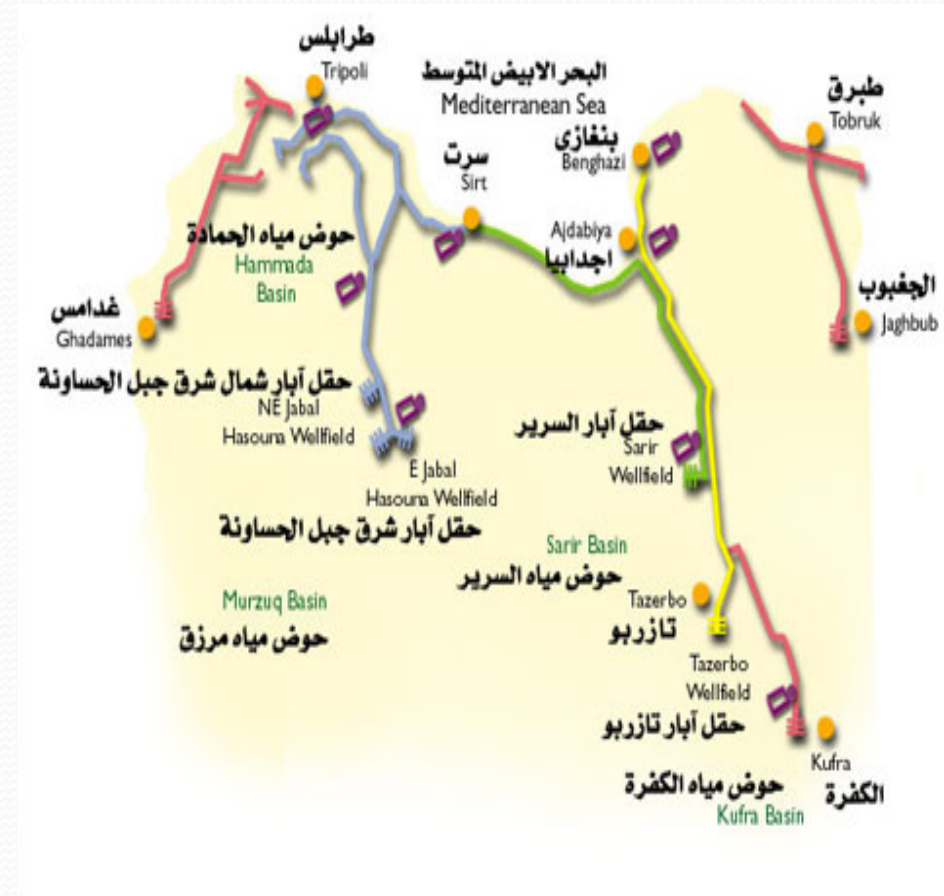 طرابلس
Tripoli
البحر الابيض المتوسط
Mediterranean Sea
طبرق
Tobruk
بنغازى
Benghazi
سرت
Sirt
Ajdabiya
اجدابيا
حوض مياه الحمادة
Hammada
Basin
الجغبوب
Jaghbub
غدامس
Ghadames
حقل آبار شمال شرق جبل الحساونة
NE Jabal
Hasouna Wellfield
حقل آبار السرير
Sarir
Wellfield
E Jabal
Hasouna Wellfield
حقل آبار شرق جبل الحساونة
Sarir Basin
حوض مياه السرير
Murzuq Basin
حوض مياه مرزق
Tazerbo
تازربو
Tazerbo
Wellfield
حقل آبار تازربو
Kufra
الكفرة
حوض مياه الكفرة
Kufra Basin